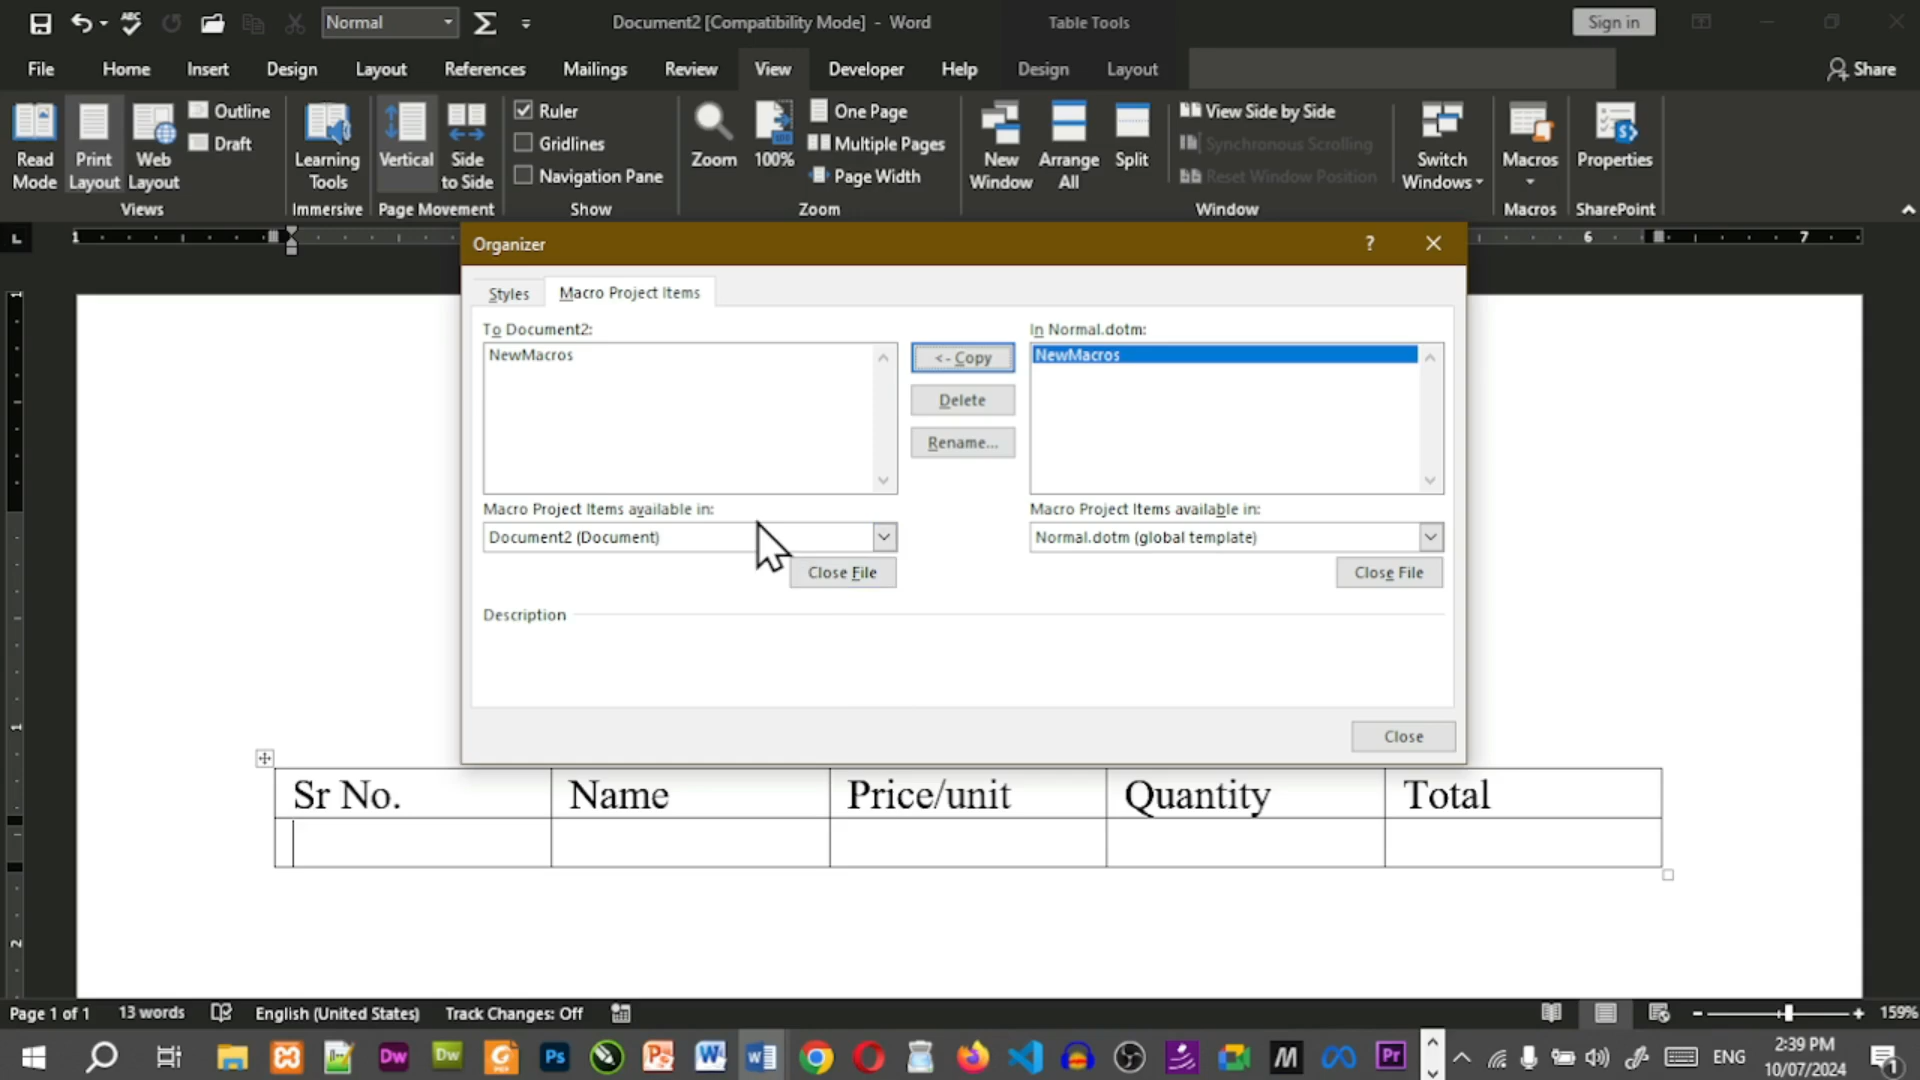 Normal
Document2 [Compatibility Mode] - Word
Table Tools
Sign in
File Home Insert Design Layout References Mailings Review View Developer Help Design Layout Share
Read Mode
Print Layout
Web Layout
Outline
Draft
Views
Learning Tools
Immersive
Vertical
Side to Side
Page Movement
Ruler
Gridlines
Navigation Pane
Show
Zoom
100%
One Page
Multiple Pages
Page Width
Zoom
New Window
Arrange All
Split
View Side by Side
Synchronous Scrolling
Reset Window Position
Switch Windows
Window
Macros
Macros
Properties
SharePoint
1 6 7
Organizer ?
Styles Macro Project Items
To Document2:
NewMacros
<- Copy
Delete
Rename...
In Normal.dotm:
NewMacros
Macro Project Items available in:
Document2 (Document)
Close File
Macro Project Items available in:
Normal.dotm (global template)
Close File
Description
Close
Sr No. Name Price/unit Quantity Total
1
2
Page 1 of 1 13 words English (United States) Track Changes: Off 159%
ENG
2:39 PM
10/07/2024
1